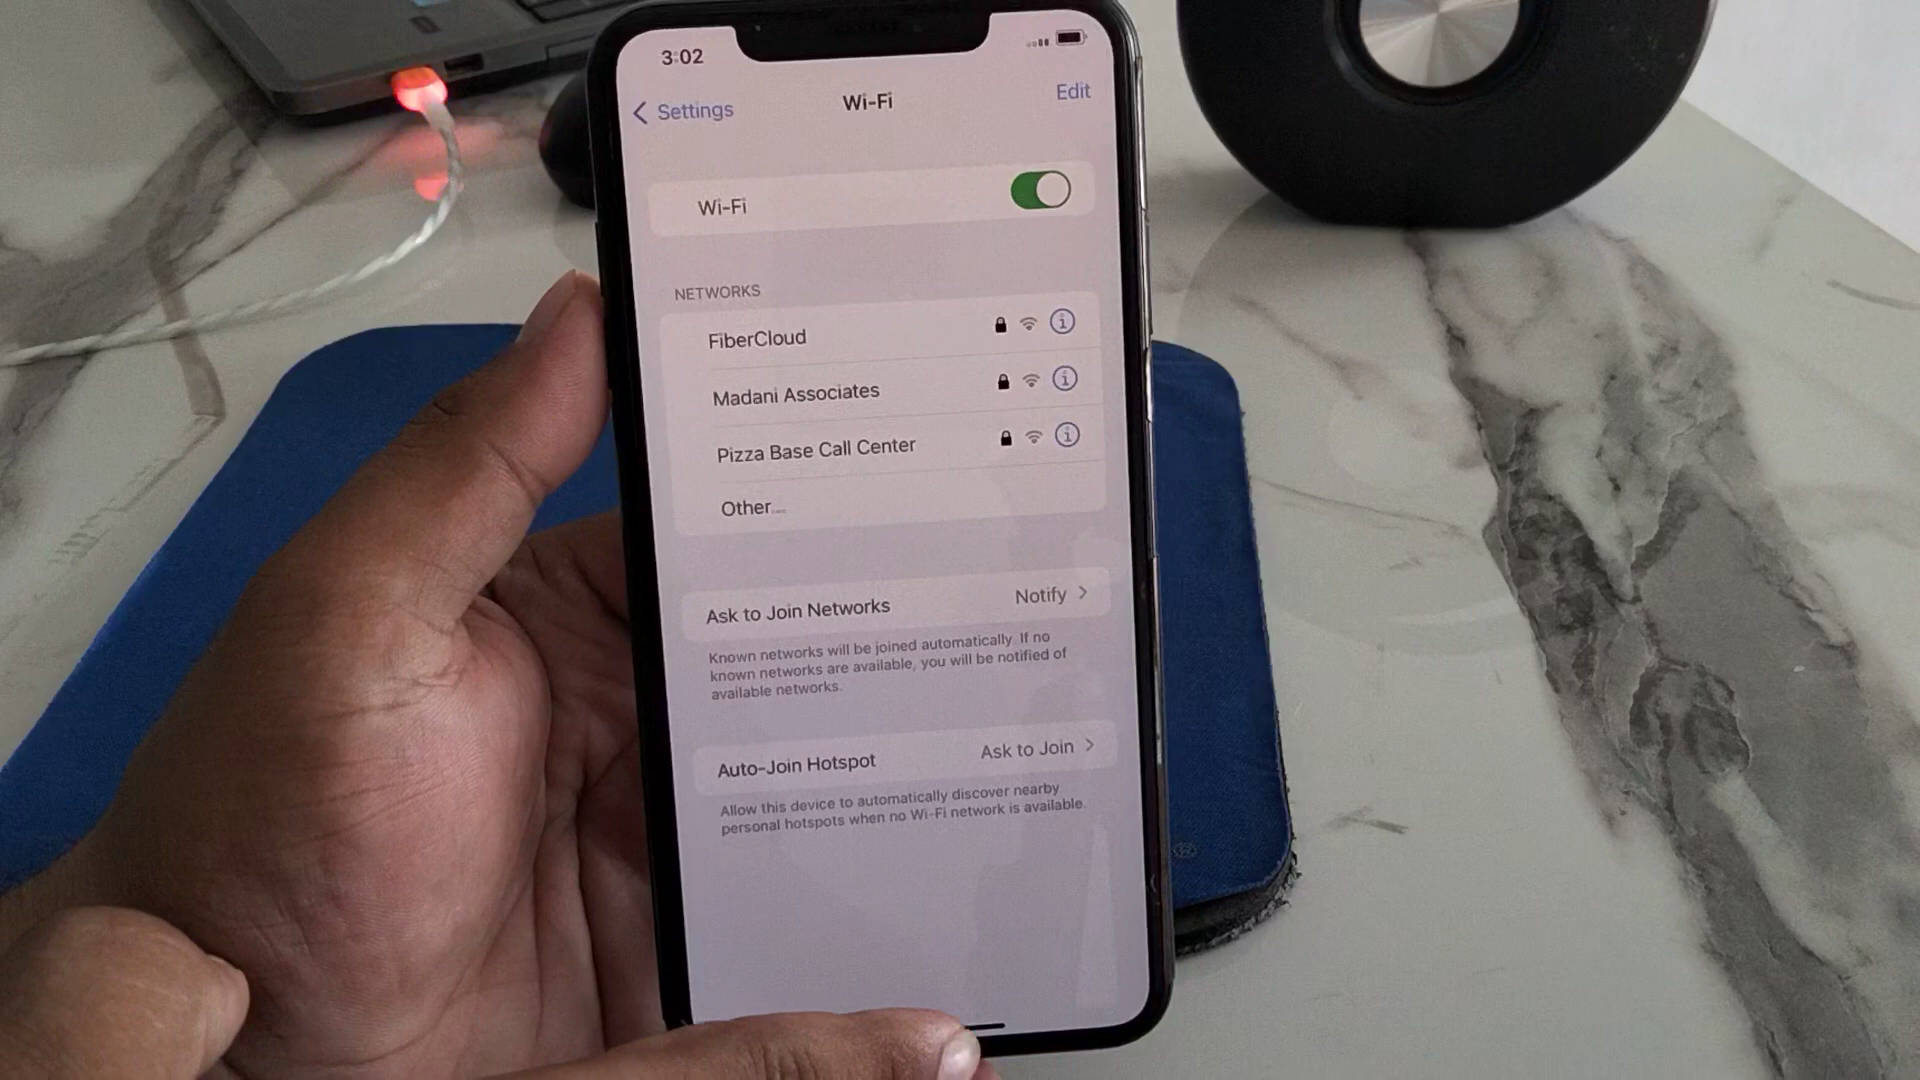 3:02
Settings
Wi-Fi
Edit
Wi-Fi
NETWORKS
FiberCloud
Madani Associates
Pizza Base Call Center
Other...
Ask to Join Networks
Notify
Known networks will be joined automatically. If no
known networks are available, you will be notified of
available networks.
Auto-Join Hotspot
Ask to Join
Allow this device to automatically discover nearby
personal hotspots when no Wi-Fi network is available.